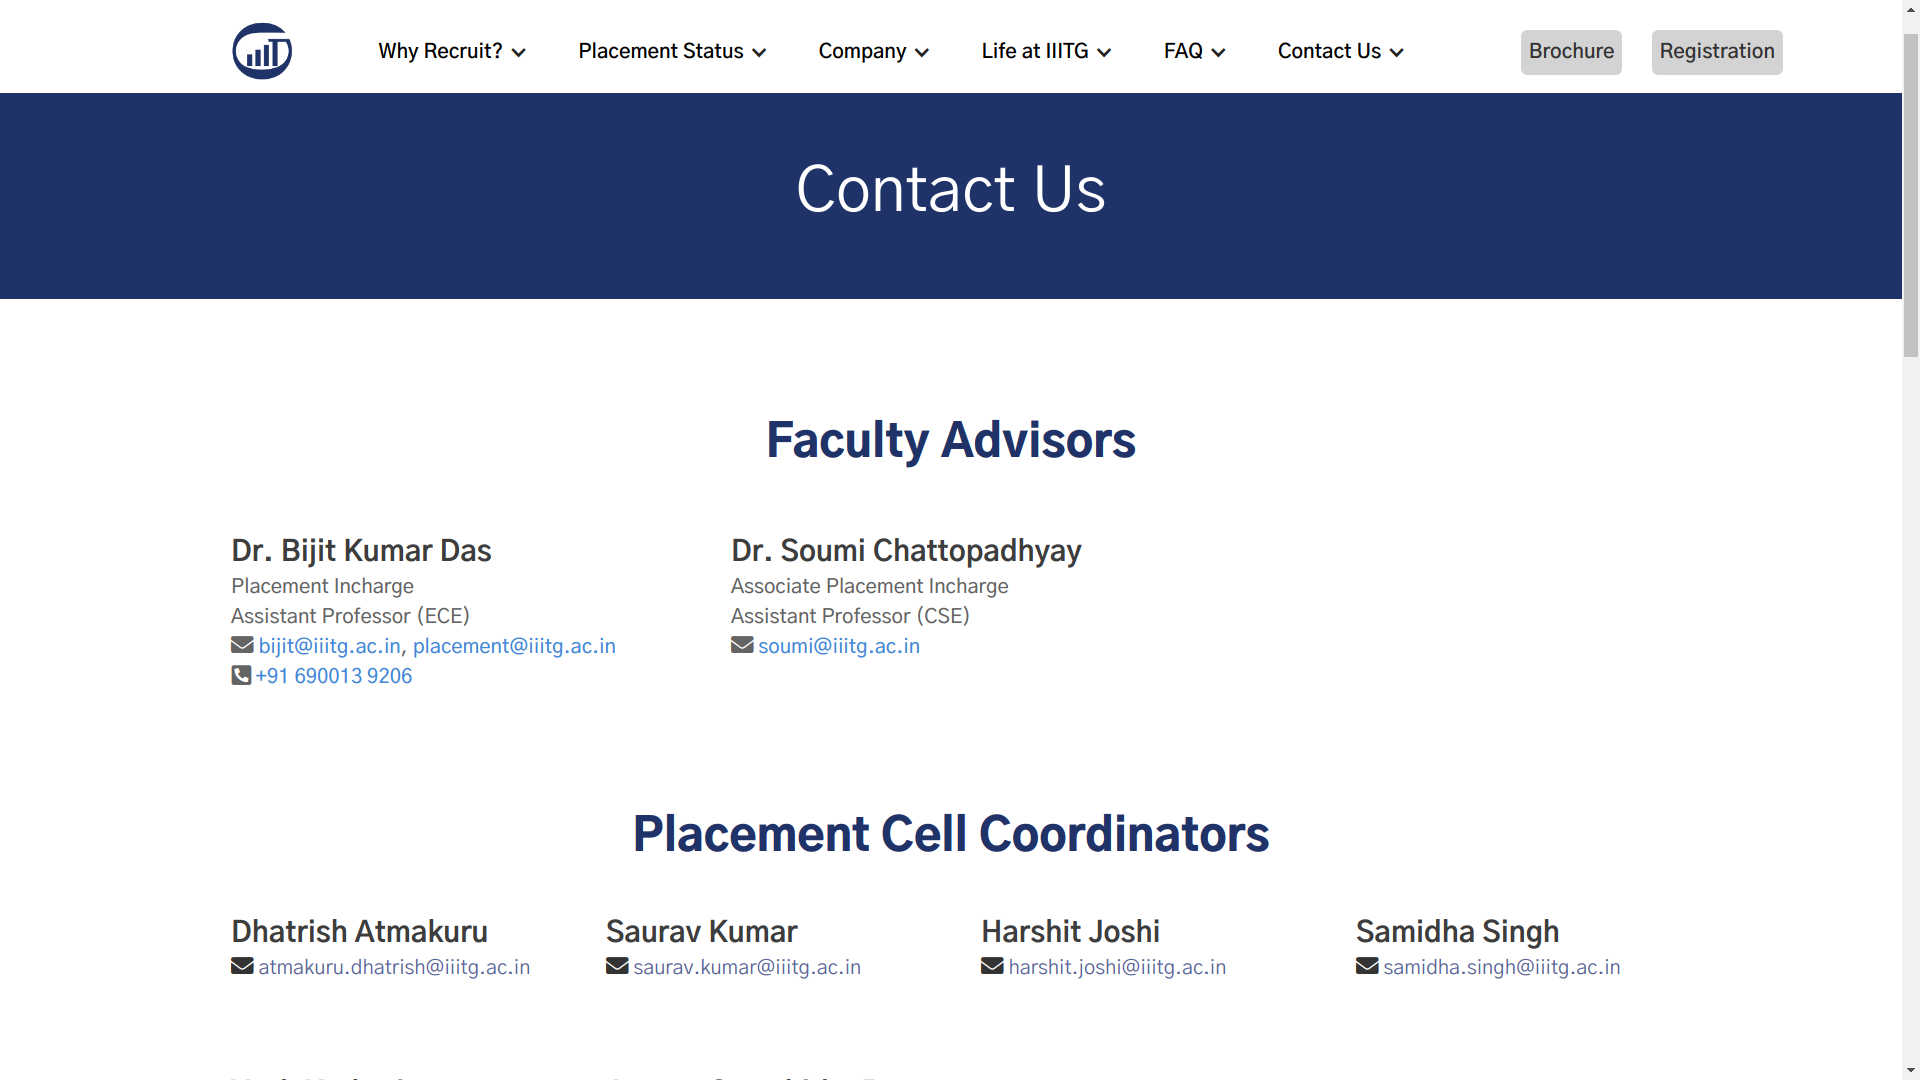 Why Recruit? Placement Status Company Life at IIITG FAQ Contact Us Brochure Registration
Contact Us
Faculty Advisors
Dr. Bijit Kumar Das
Placement Incharge
Assistant Professor (ECE)
bijit@iiitg.ac.in, placement@iiitg.ac.in
+91 690013 9206
Dr. Soumi Chattopadhyay
Associate Placement Incharge
Assistant Professor (CSE)
soumi@iiitg.ac.in
Placement Cell Coordinators
Dhatrish Atmakuru
atmakuru.dhatrish@iiitg.ac.in
Saurav Kumar
saurav.kumar@iiitg.ac.in
Harshit Joshi
harshit.joshi@iiitg.ac.in
Samidha Singh
samidha.singh@iiitg.ac.in